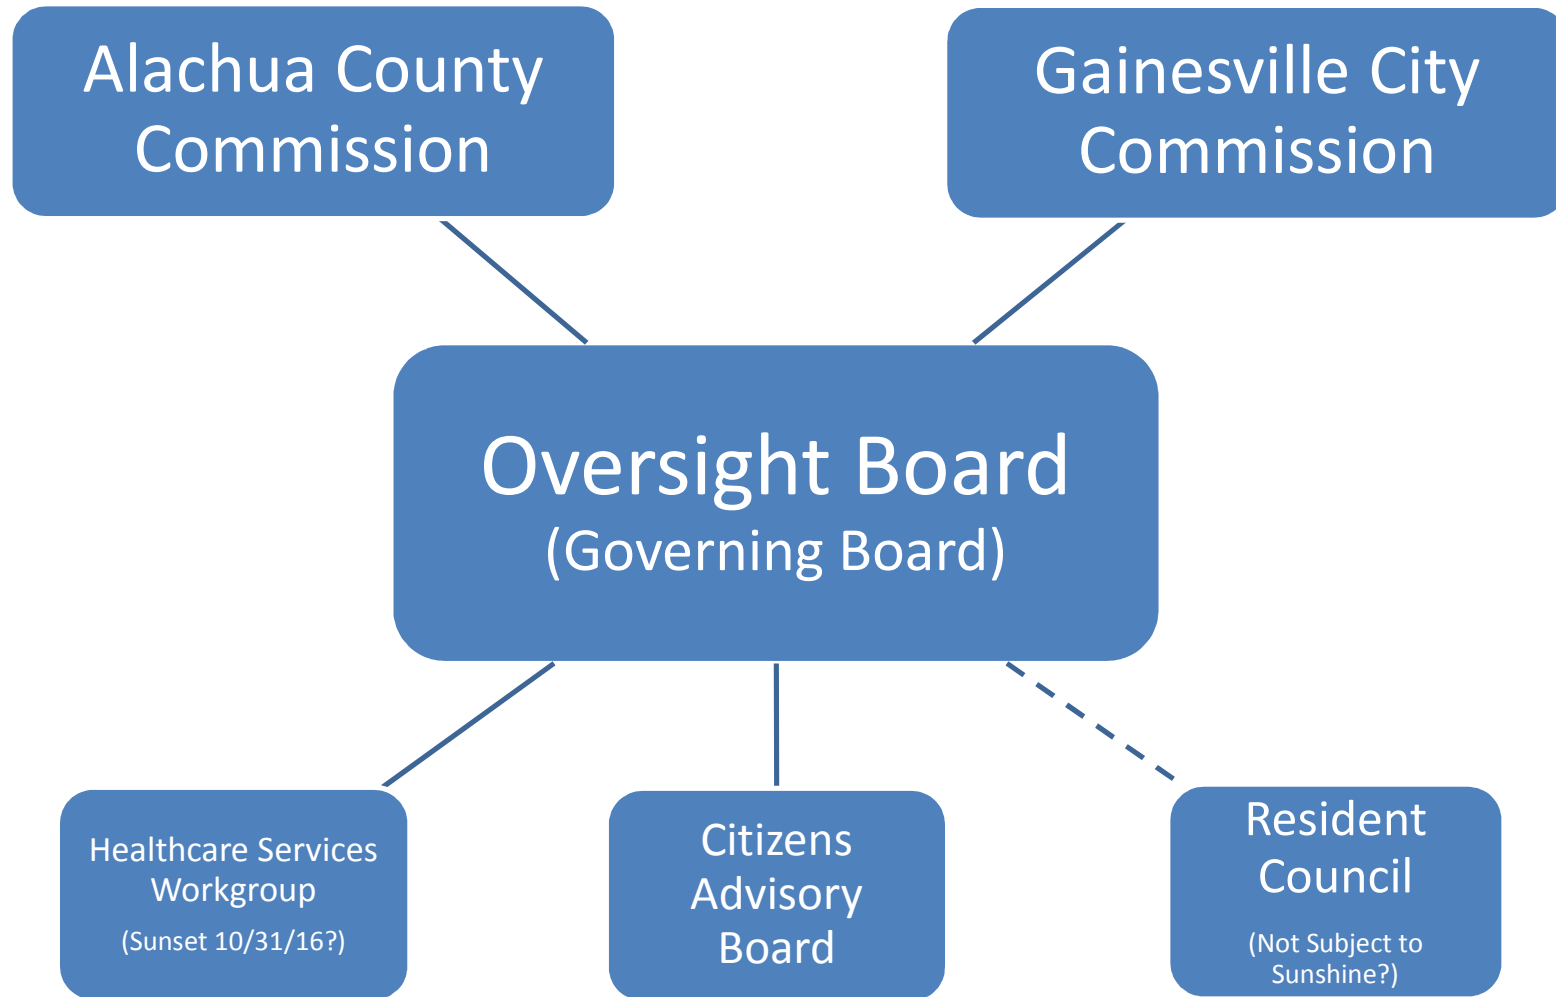 Alachua County
Commission
Gainesville City
Commission
Oversight Board
(Governing Board)
Healthcare Services
Workgroup
(Sunset 10/31/16?)
Citizens
Advisory
Board
Resident
Council
(Not Subject to
Sunshine?)